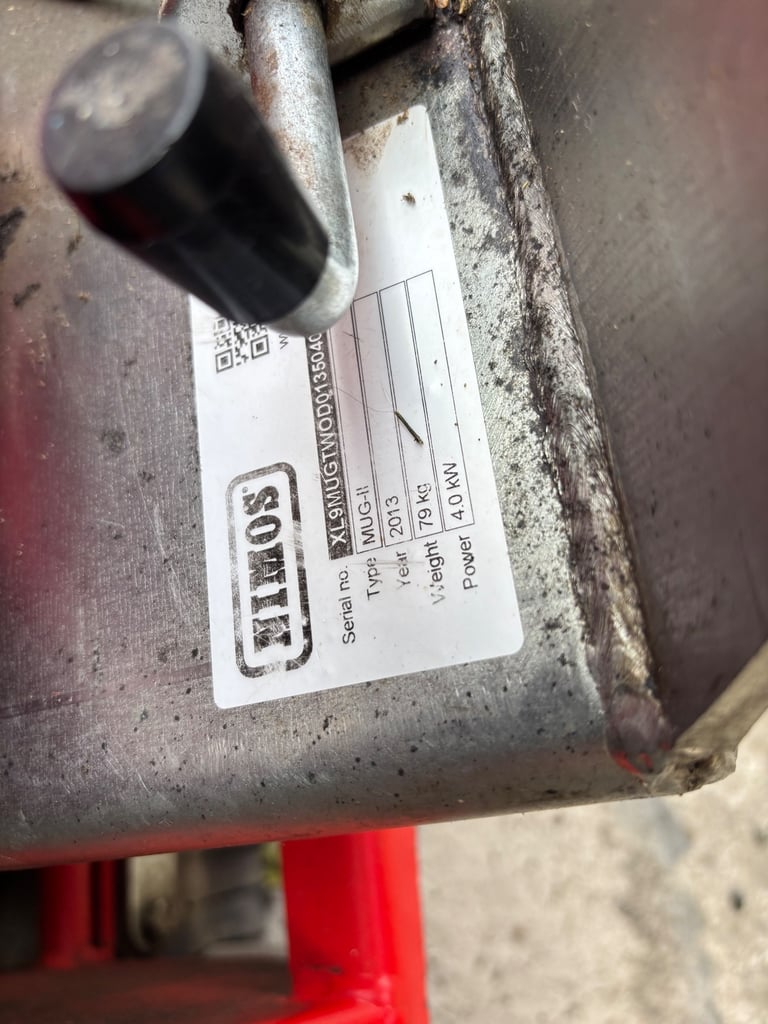 NIMOS
Serial no. XL9MUGTWOD0135040
Type MUG-II
Year 2013
Weight 79 kg
Power 4.0 kW